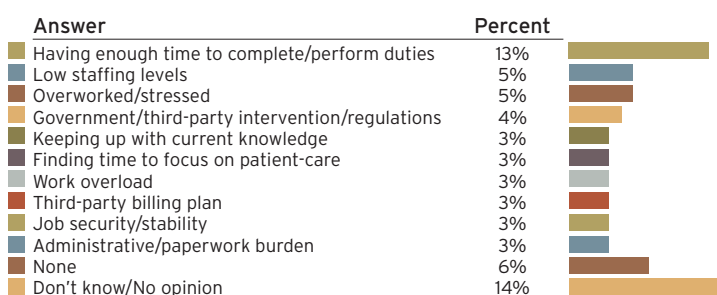 Answer Percent
Having enough time to complete/perform duties 13%
Low staffing levels 5%
Overworked/stressed 5%
Government/third-party intervention/regulations 4%
Keeping up with current knowledge 3%
Finding time to focus on patient-care 3%
Work overload 3%
Third-party billing plan 3%
Job security/stability 3%
Administrative/paperwork burden 3%
None 6%
Don't know/No opinion 14%